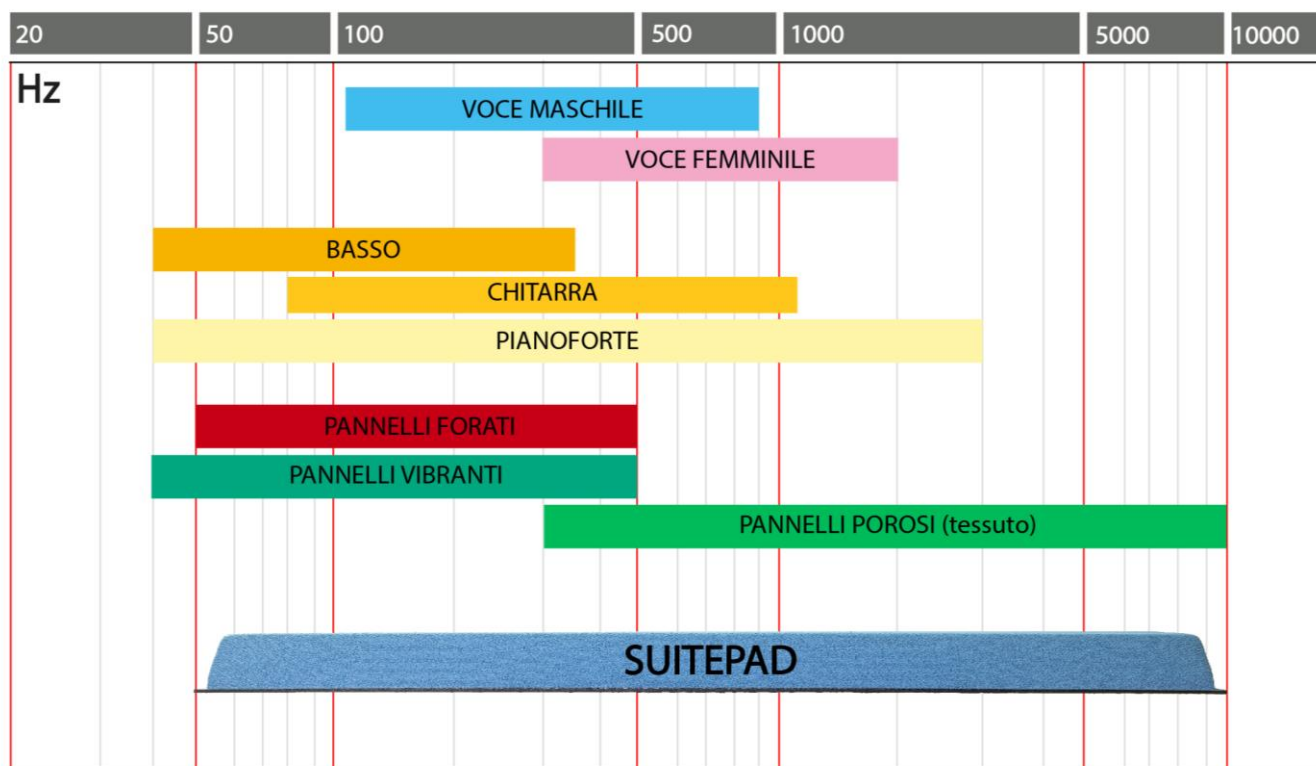 20 50 100 500 1000 5000 10000
Hz
VOCE MASCHILE
VOCE FEMMINILE
BASSO
CHITARRA
PIANOFORTE
PANNELLI FORATI
PANNELLI VIBRANTI
PANNELLI POROSI (tessuto)
SUITEPAD